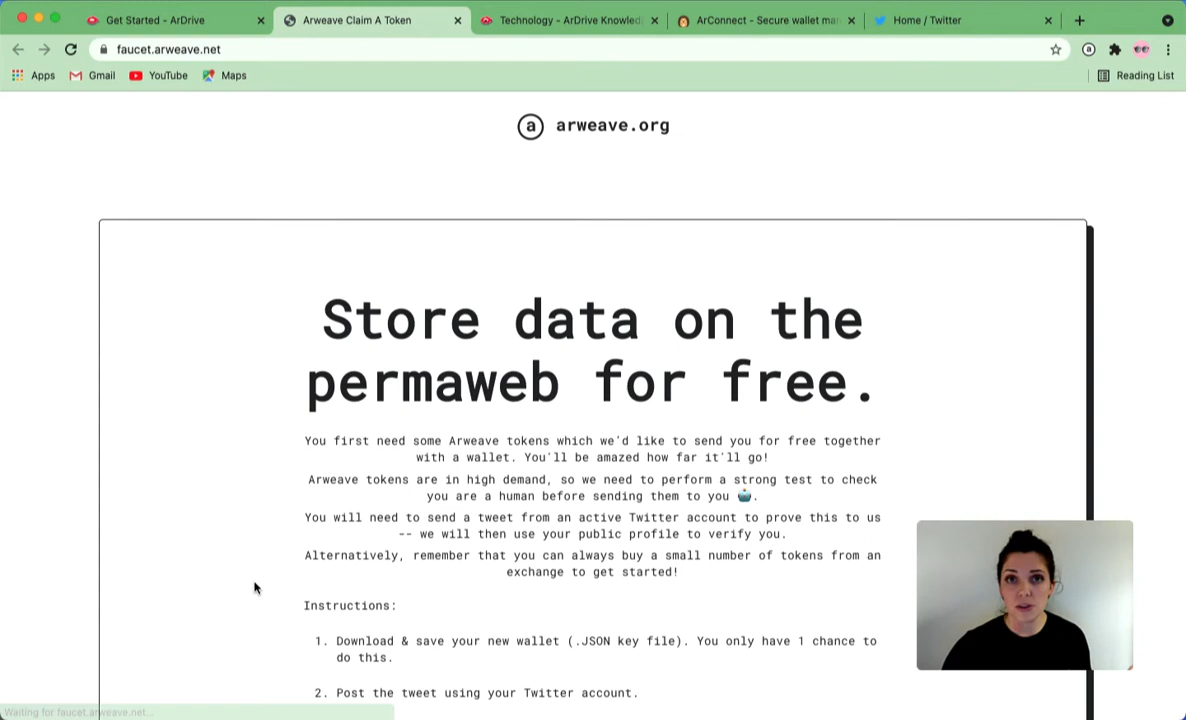 Get Started - ArDrive
Arweave Claim A Token
Technology - ArDrive Knowled
ArConnect - Secure wallet man
Home / Twitter
faucet.arweave.net
Apps
Gmail
YouTube
Maps
Reading List
a arweave.org
Store data on the
permaweb for free.
You first need some Arweave tokens which we'd like to send you for free together
with a wallet. You'll be amazed how far it'll go!
Arweave tokens are in high demand, so we need to perform a strong test to check
you are a human before sending them to you 🤖.
You will need to send a tweet from an active Twitter account to prove this to us
-- we will then use your public profile to verify you.
Alternatively, remember that you can always buy a small number of tokens from an
exchange to get started!
Instructions:
1. Download & save your new wallet (.JSON key file). You only have 1 chance to
do this.
2. Post the tweet using your Twitter account.
Waiting for faucet.arweave.net...